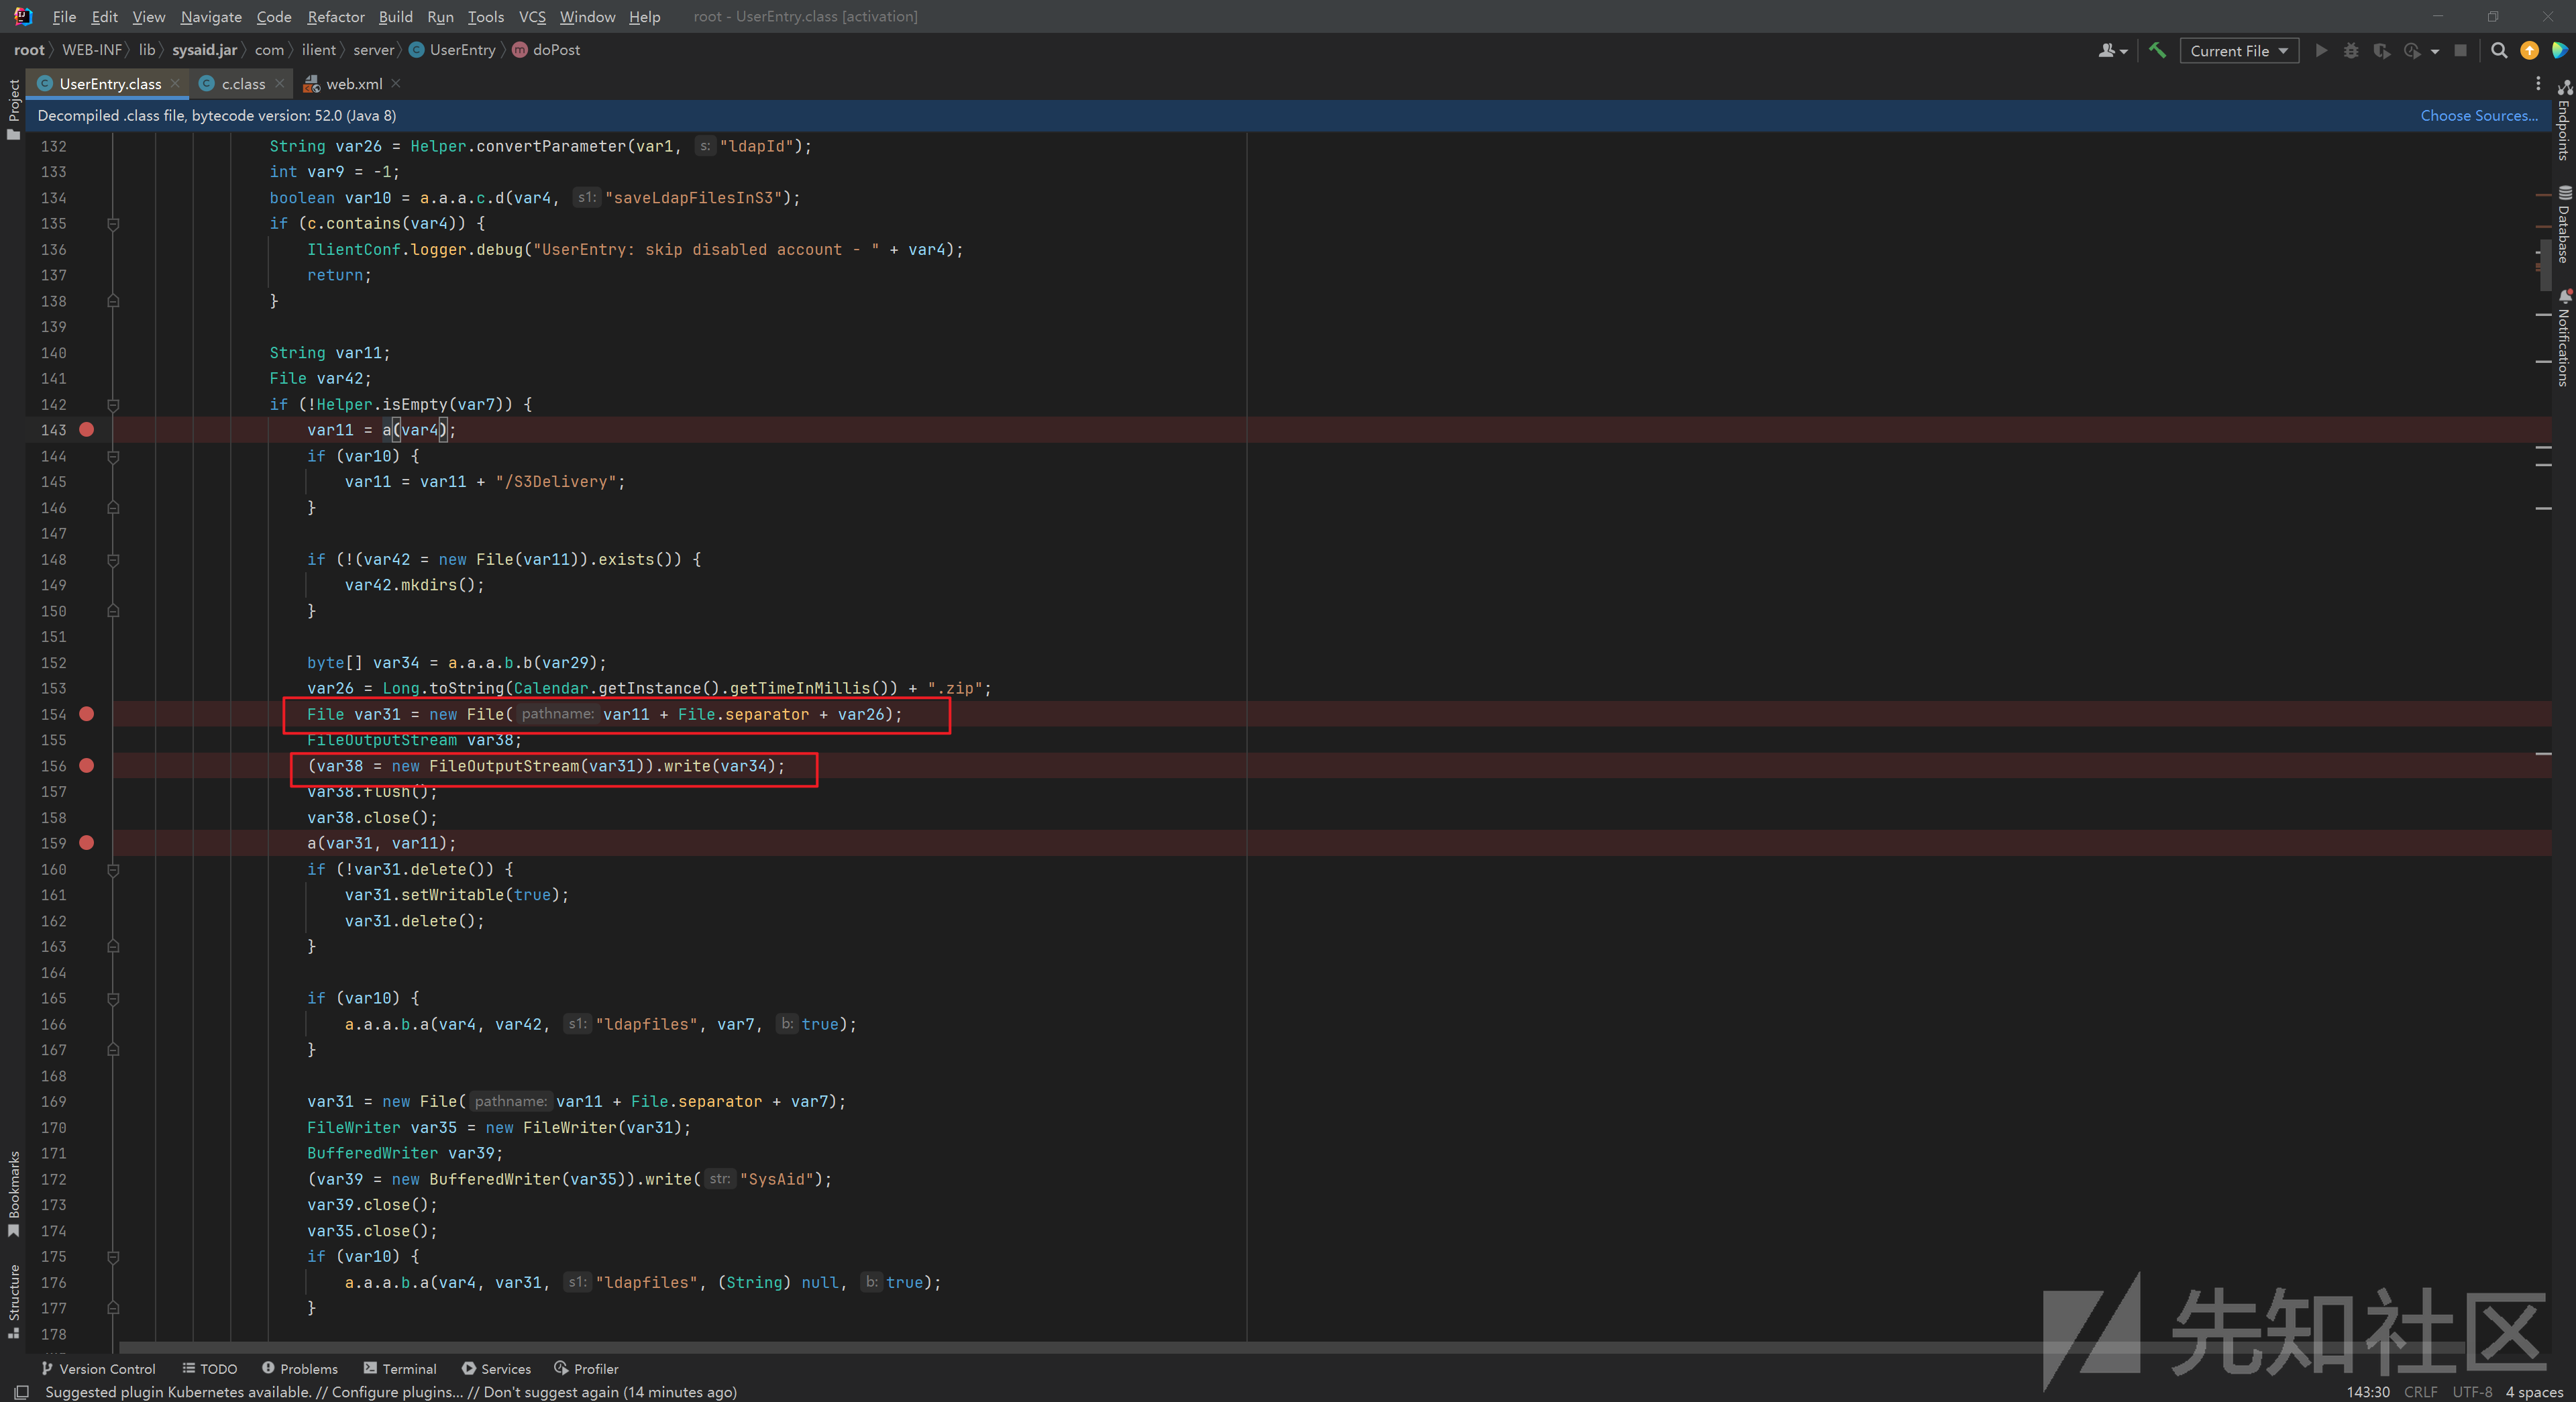 File Edit View Navigate Code Refactor Build Run Tools VCS Window Help root - UserEntry.class [activation]
root WEB-INF lib sysaid.jar com ilient server UserEntry doPost Current File
UserEntry.class c.class web.xml
Decompiled .class file, bytecode version: 52.0 (Java 8) Choose Sources...
Project
Bookmarks
Structure
Endpoints
Database
Notifications
132 String var26 = Helper.convertParameter(var1, s: "ldapId");
133 int var9 = -1;
134 boolean var10 = a.a.a.c.d(var4, s1: "saveLdapFilesInS3");
135 if (c.contains(var4)) {
136 IlientConf.logger.debug("UserEntry: skip disabled account - " + var4);
137 return;
138 }
139
140 String var11;
141 File var42;
142 if (!Helper.isEmpty(var7)) {
143 var11 = a(var4);
144 if (var10) {
145 var11 = var11 + "/S3Delivery";
146 }
147
148 if (!(var42 = new File(var11)).exists()) {
149 var42.mkdirs();
150 }
151
152 byte[] var34 = a.a.a.b.b(var29);
153 var26 = Long.toString(Calendar.getInstance().getTimeInMillis()) + ".zip";
154 File var31 = new File( pathname: var11 + File.separator + var26);
155 FileOutputStream var38;
156 (var38 = new FileOutputStream(var31)).write(var34);
157 var38.flush();
158 var38.close();
159 a(var31, var11);
160 if (!var31.delete()) {
161 var31.setWritable(true);
162 var31.delete();
163 }
164
165 if (var10) {
166 a.a.a.b.a(var4, var42, s1: "ldapfiles", var7, b: true);
167 }
168
169 var31 = new File( pathname: var11 + File.separator + var7);
170 FileWriter var35 = new FileWriter(var31);
171 BufferedWriter var39;
172 (var39 = new BufferedWriter(var35)).write( str: "SysAid");
173 var39.close();
174 var35.close();
175 if (var10) {
176 a.a.a.b.a(var4, var31, s1: "ldapfiles", (String) null, b: true);
177 }
178
先知社区
Version Control TODO Problems Terminal Services Profiler
Suggested plugin Kubernetes available. // Configure plugins... // Don't suggest again (14 minutes ago) 143:30 CRLF UTF-8 4 spaces